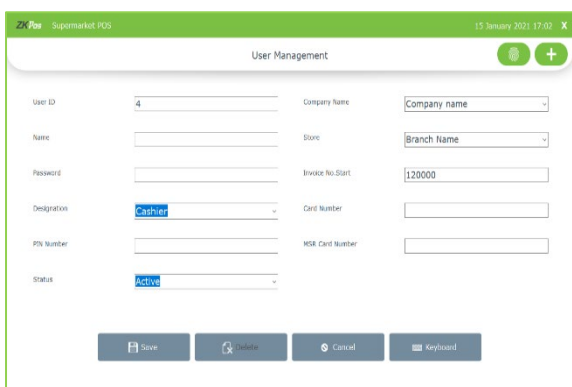 ZKPos Supermarket POS 15 January 2021 17:02 X
User Management
User ID 4 Company Name Company name
Name Store Branch Name
Password Invoice No.Start 120000
Designation Cashier Card Number
PIN Number MSR Card Number
Status Active
Save Delete Cancel Keyboard